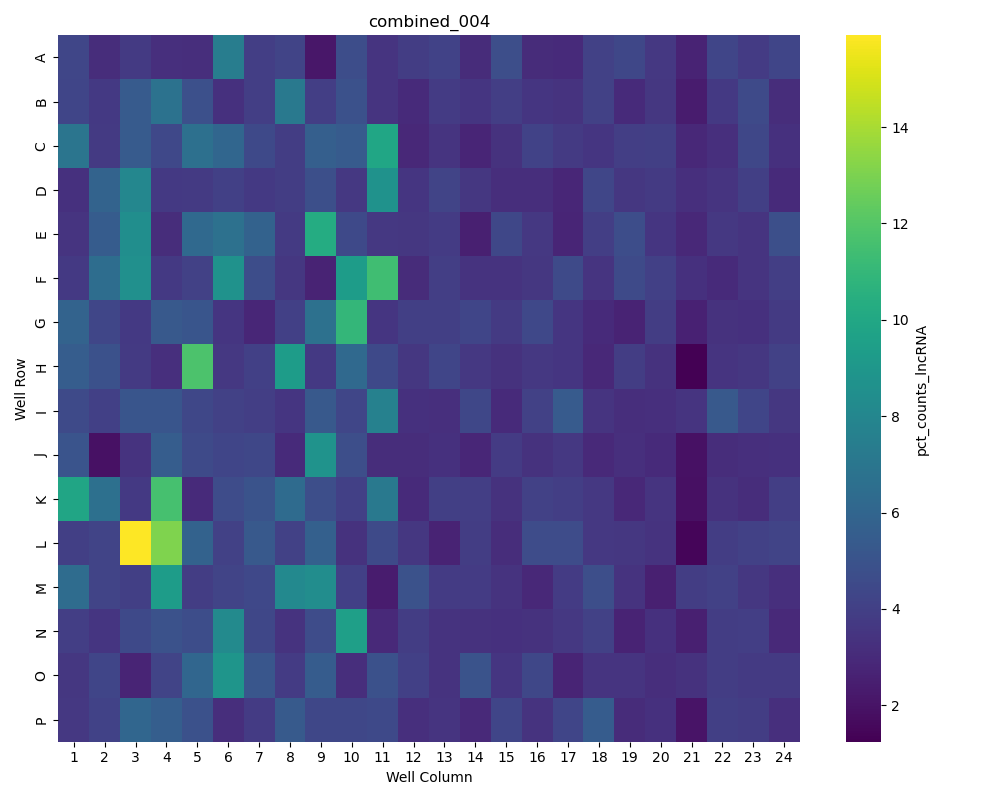 combined_004
A
B
C
D
E
F
G
H
I
J
K
L
M
N
O
P
Well Row
1 2 3 4 5 6 7 8 9 10 11 12 13 14 15 16 17 18 19 20 21 22 23 24
Well Column
14
12
10
8
6
4
2
pct_counts_lncRNA